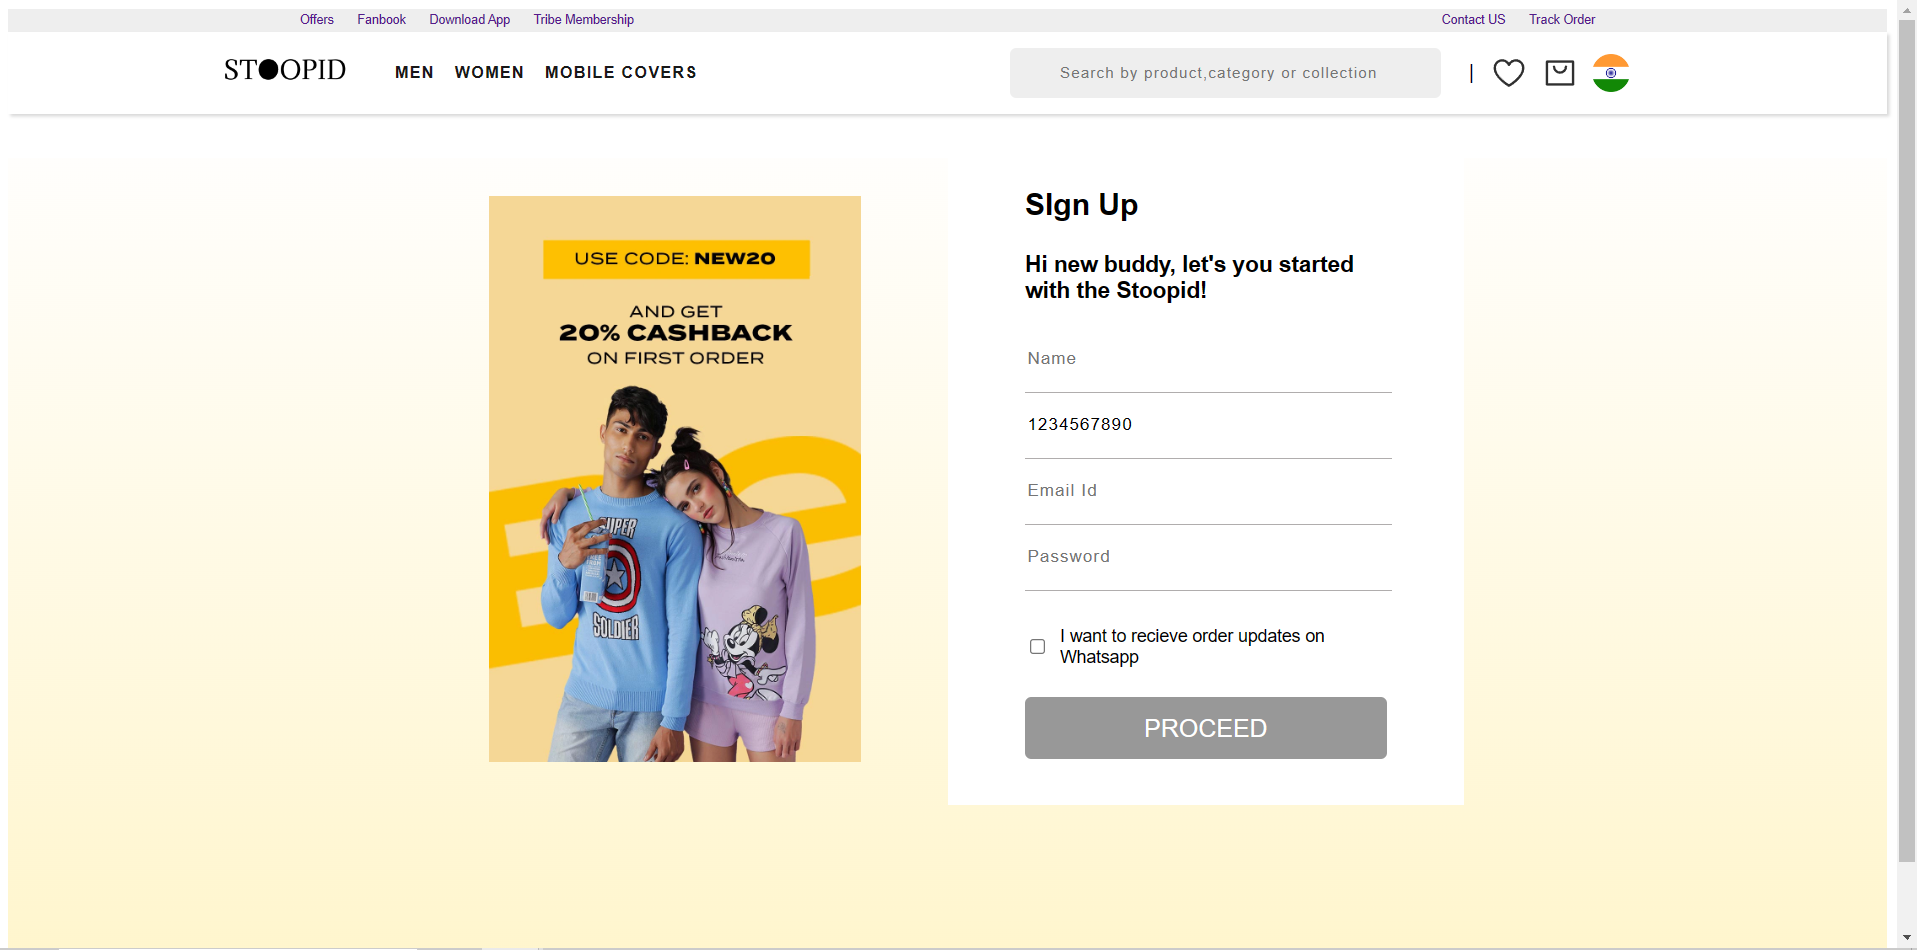 Offers Fanbook Download App Tribe Membership Contact US Track Order
ST●OPID MEN WOMEN MOBILE COVERS Search by product,category or collection |
USE CODE: NEW20
AND GET
20% CASHBACK
ON FIRST ORDER
SUPER
SOLDIER
SIgn Up
Hi new buddy, let's you started
with the Stoopid!
Name
1234567890
Email Id
Password
I want to recieve order updates on
Whatsapp
PROCEED